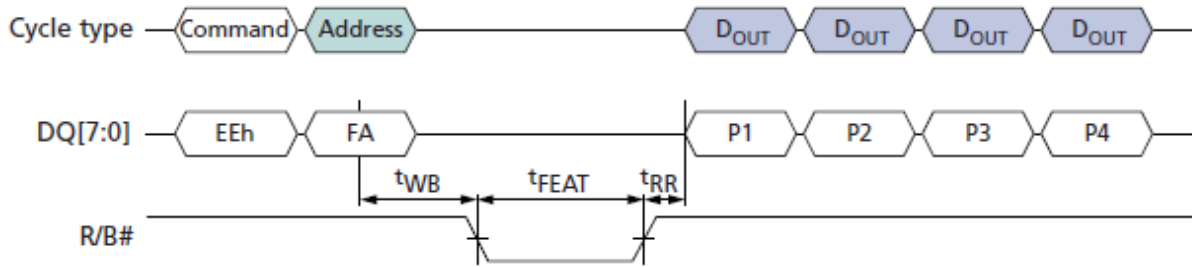 Cycle type Command Address DOUT DOUT DOUT DOUT
DQ[7:0] EEh FA P1 P2 P3 P4
tWB tFEAT tRR
R/B#